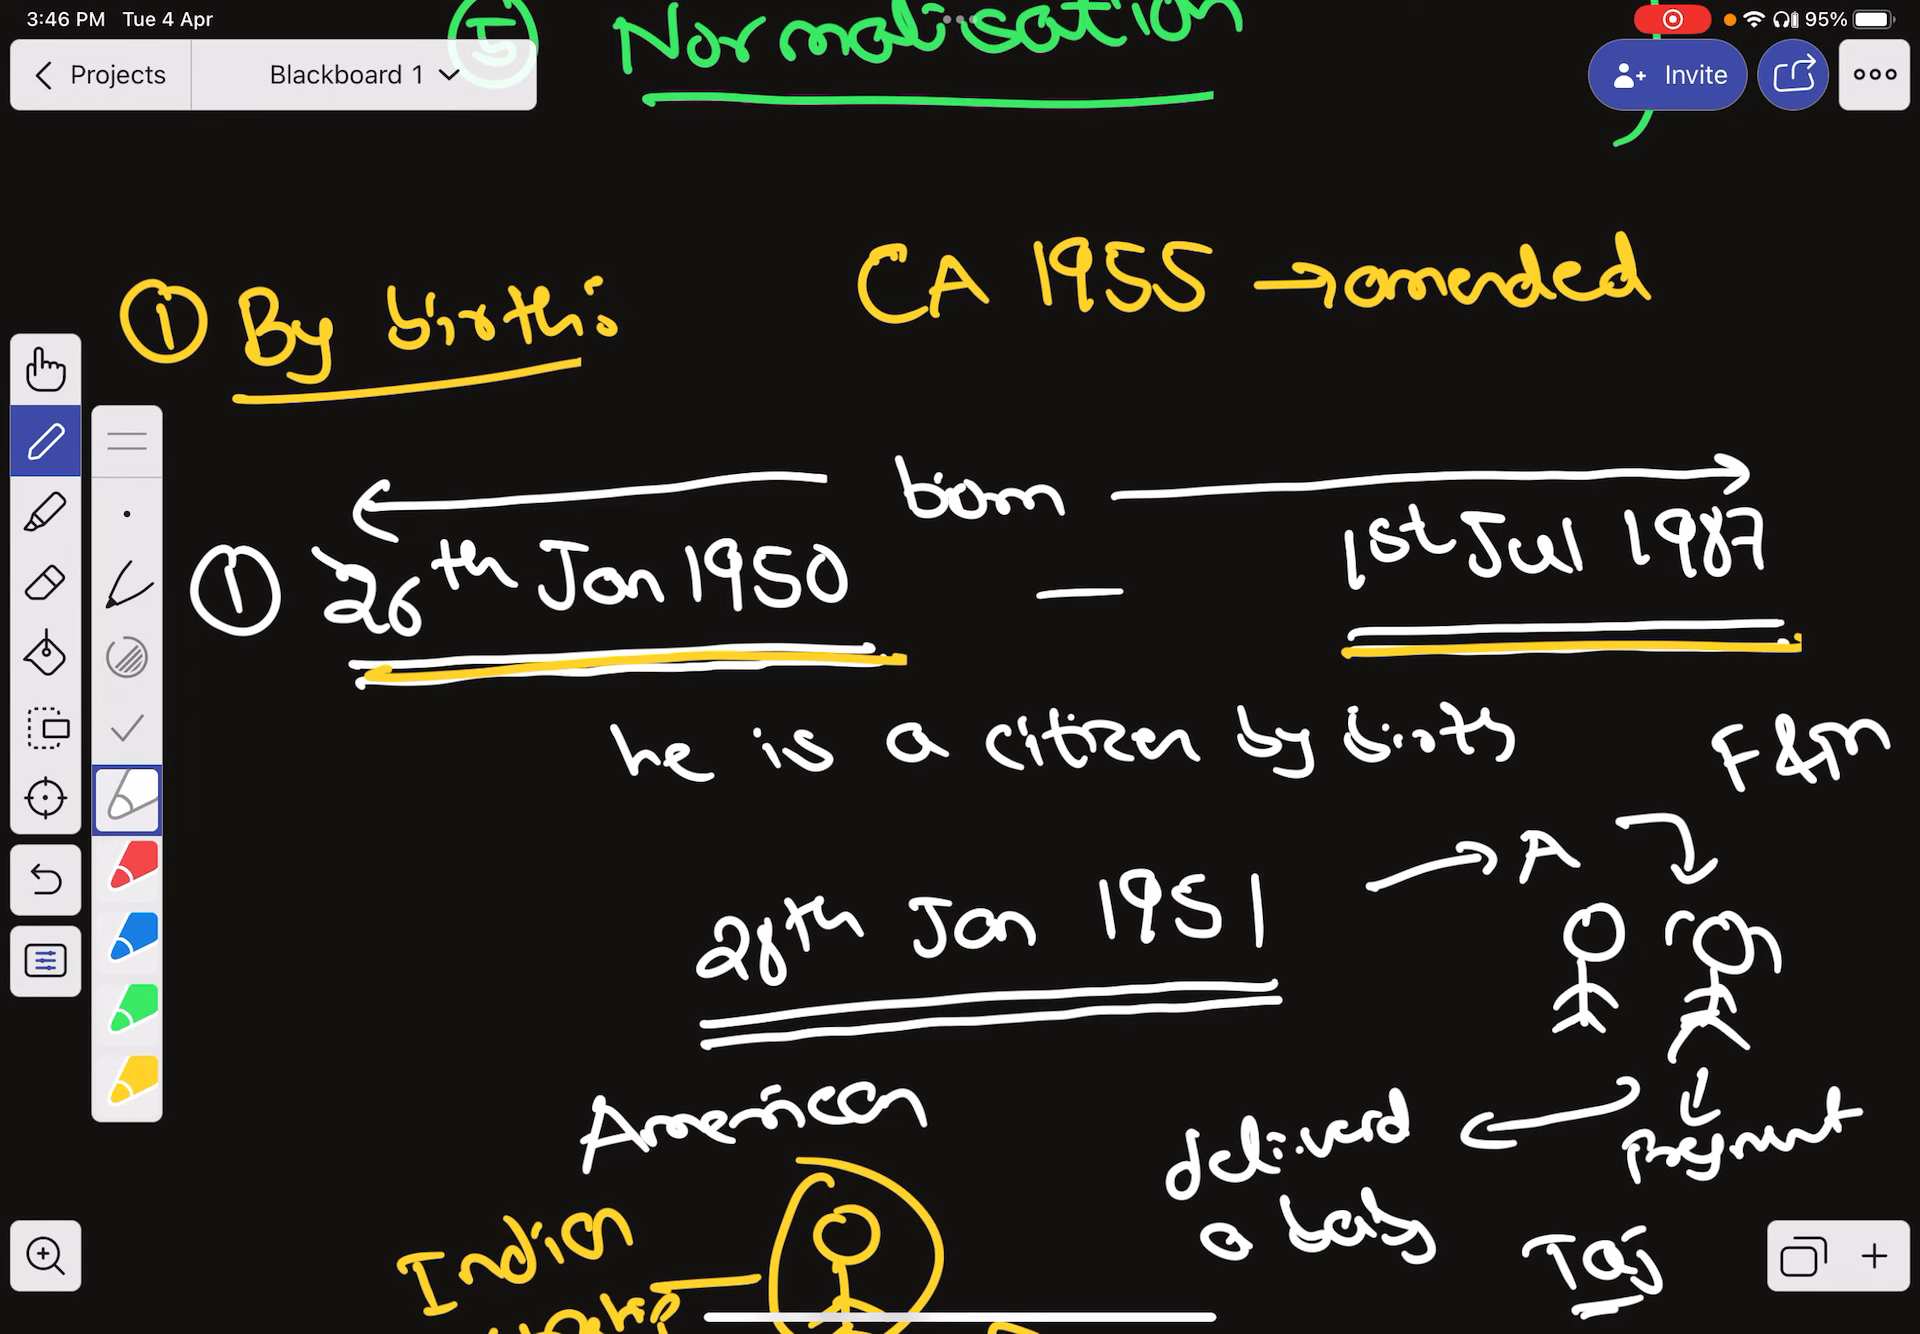 3:46 PM Tue 4 Apr
95%
Projects
Blackboard 1
Invite
5 Normalisation
1 By birth:
CA 1955 → amended
born
1 26th Jan 1950 — 1st Jul 1987
he is a citizen by birth
F &
→ A
28th Jan 1951
American
delivered
a baby
Pregnant
Taj
Indian